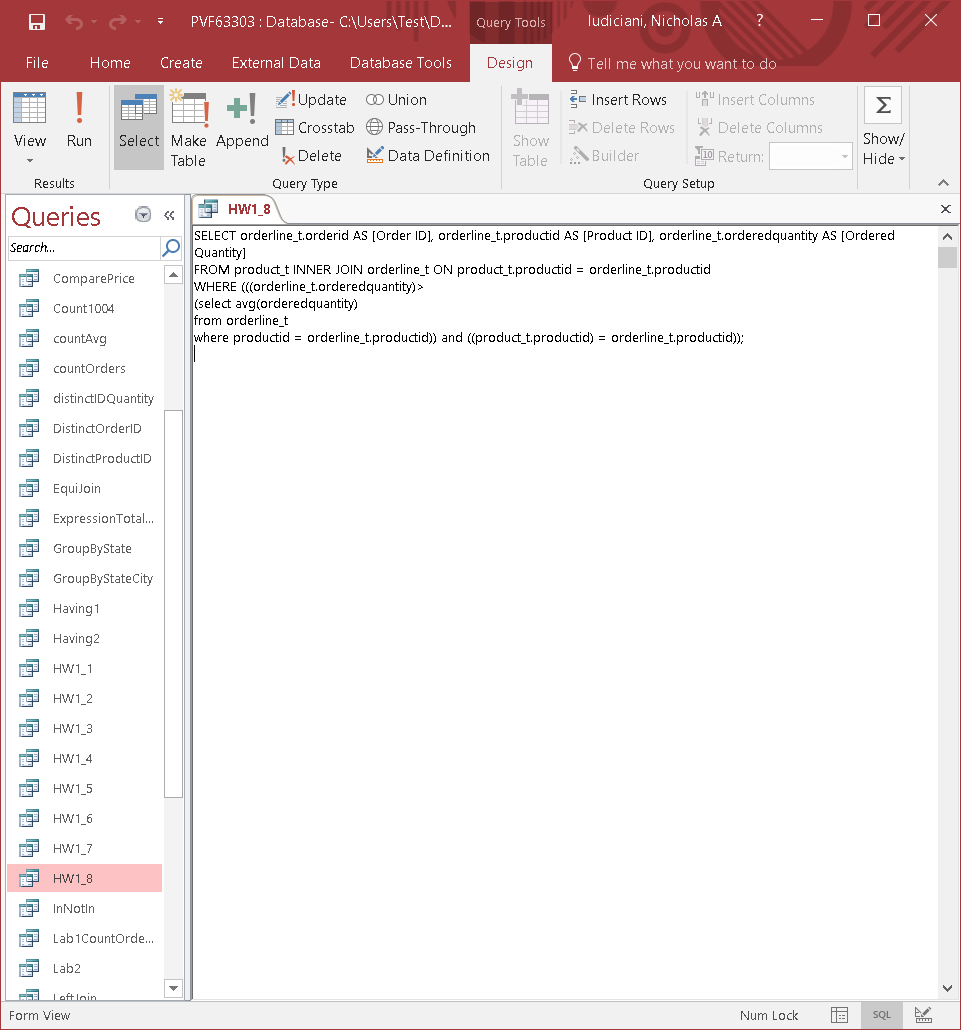 PVF63303 : Database- C:\Users\Test\D...
Query Tools
Iudiciani, Nicholas A
?
File
Home
Create
External Data
Database Tools
Design
Tell me what you want to do
View
Run
Results
Select
Make Table
Append
Update
Crosstab
Delete
Union
Pass-Through
Data Definition
Query Type
Show Table
Insert Rows
Delete Rows
Builder
Insert Columns
Delete Columns
Return:
Query Setup
Σ
Show/
Hide
Queries
«
Search...
ComparePrice
Count1004
countAvg
countOrders
distinctIDQuantity
DistinctOrderID
DistinctProductID
EquiJoin
ExpressionTotal...
GroupByState
GroupByStateCity
Having1
Having2
HW1_1
HW1_2
HW1_3
HW1_4
HW1_5
HW1_6
HW1_7
HW1_8
InNotIn
Lab1CountOrde...
Lab2
LeftJoin
HW1_8
SELECT orderline_t.orderid AS [Order ID], orderline_t.productid AS [Product ID], orderline_t.orderedquantity AS [Ordered
Quantity]
FROM product_t INNER JOIN orderline_t ON product_t.productid = orderline_t.productid
WHERE (((orderline_t.orderedquantity)>
(select avg(orderedquantity)
from orderline_t
where productid = orderline_t.productid)) and ((product_t.productid) = orderline_t.productid));
Form View
Num Lock
SQL